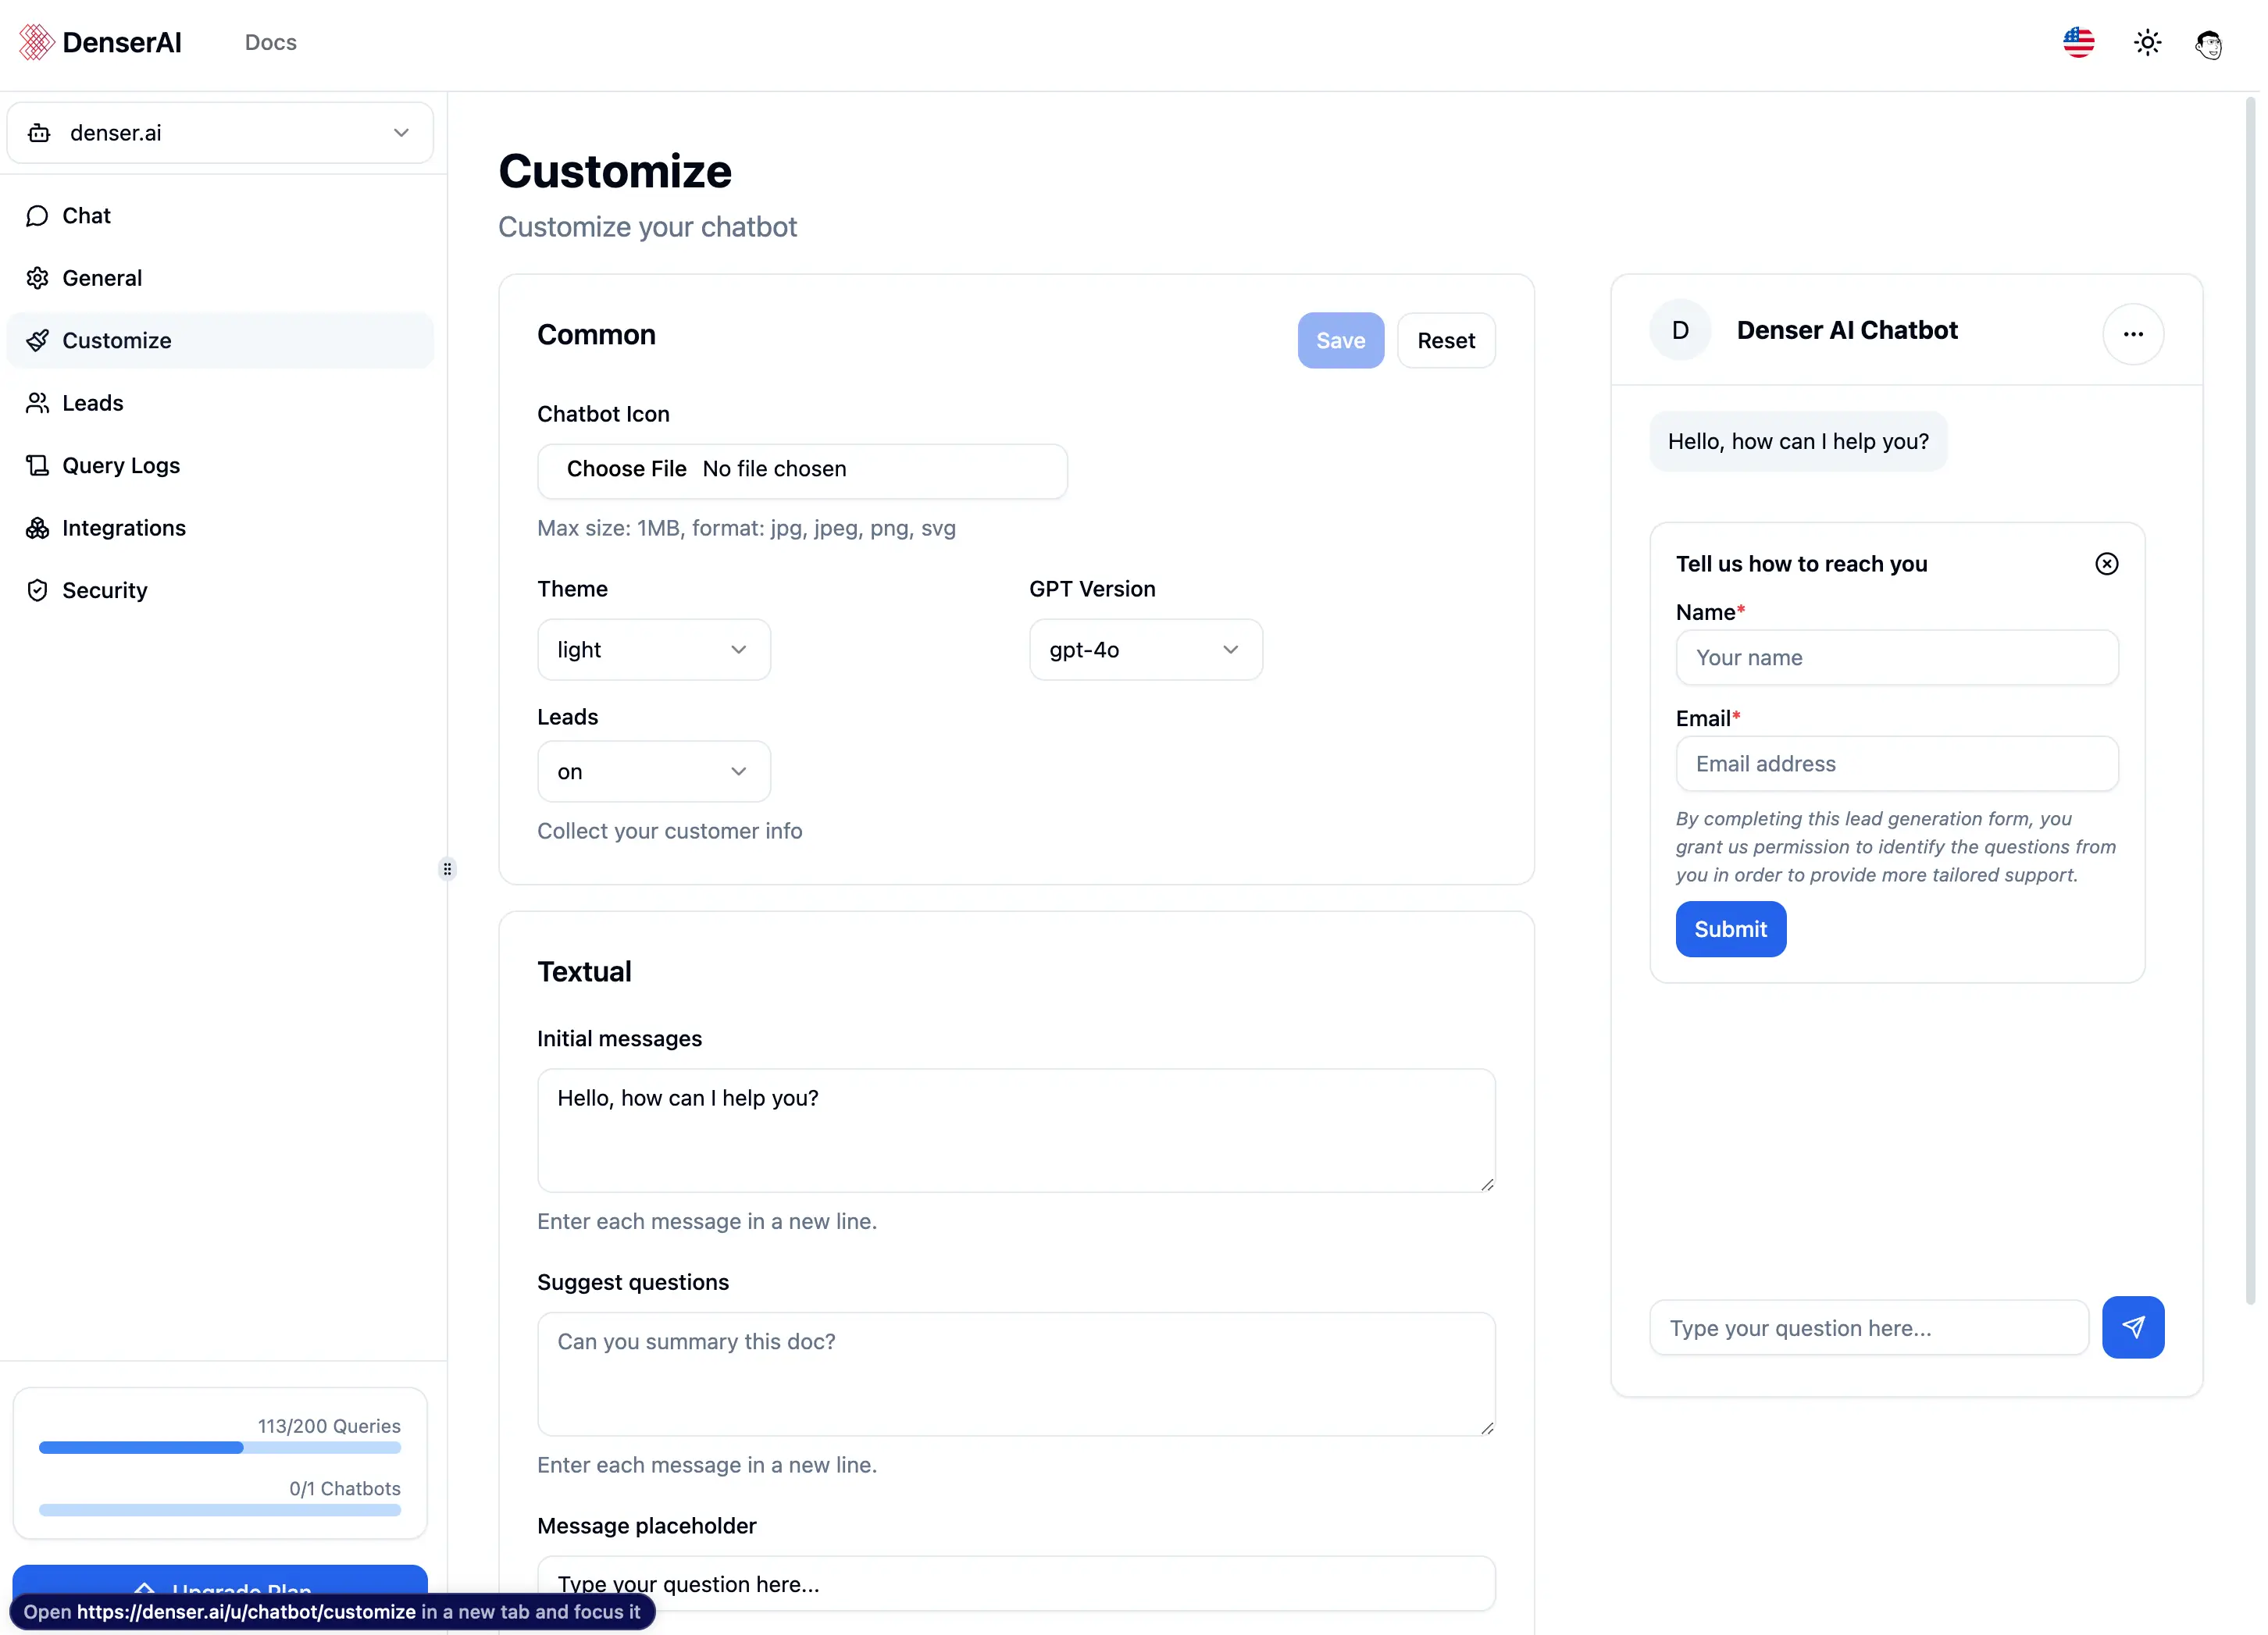 DenserAI
Docs
denser.ai
Chat
General
Customize
Leads
Query Logs
Integrations
Security
113/200 Queries
0/1 Chatbots
Upgrade Plan
Open https://denser.ai/u/chatbot/customize in a new tab and focus it
Customize
Customize your chatbot
Common
Save
Reset
Chatbot Icon
Choose File No file chosen
Max size: 1MB, format: jpg, jpeg, png, svg
Theme
GPT Version
light
gpt-4o
Leads
on
Collect your customer info
Textual
Initial messages
Hello, how can I help you?
Enter each message in a new line.
Suggest questions
Can you summary this doc?
Enter each message in a new line.
Message placeholder
Type your question here...
D
Denser AI Chatbot
Hello, how can I help you?
Tell us how to reach you
Name*
Your name
Email*
Email address
By completing this lead generation form, you
grant us permission to identify the questions from
you in order to provide more tailored support.
Submit
Type your question here...